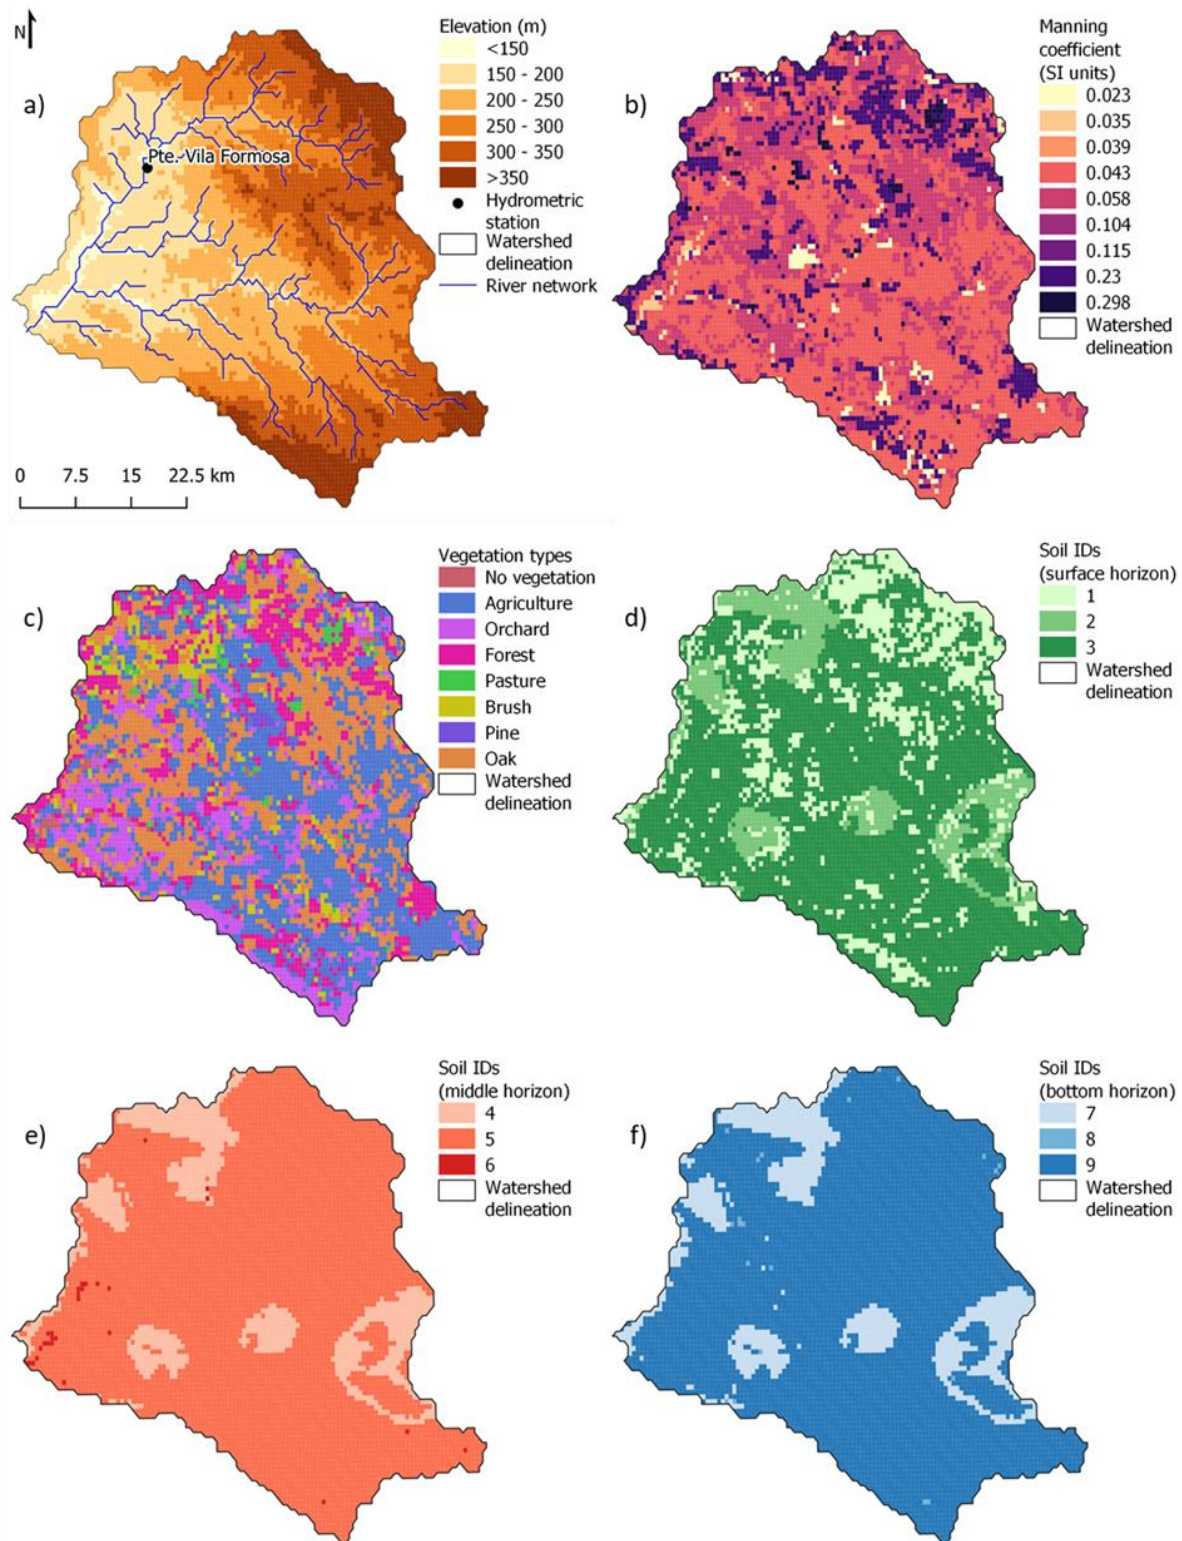 N
a)
Pte. Vila Formosa
Elevation (m)
<150
150 - 200
200 - 250
250 - 300
300 - 350
>350
Hydrometric
station
Watershed
delineation
River network
0 7.5 15 22.5 km
b)
Manning
coefficient
(SI units)
0.023
0.035
0.039
0.043
0.058
0.104
0.115
0.23
0.298
Watershed
delineation
c)
Vegetation types
No vegetation
Agriculture
Orchard
Forest
Pasture
Brush
Pine
Oak
Watershed
delineation
d)
Soil IDs
(surface horizon)
1
2
3
Watershed
delineation
e)
Soil IDs
(middle horizon)
4
5
6
Watershed
delineation
f)
Soil IDs
(bottom horizon)
7
8
9
Watershed
delineation